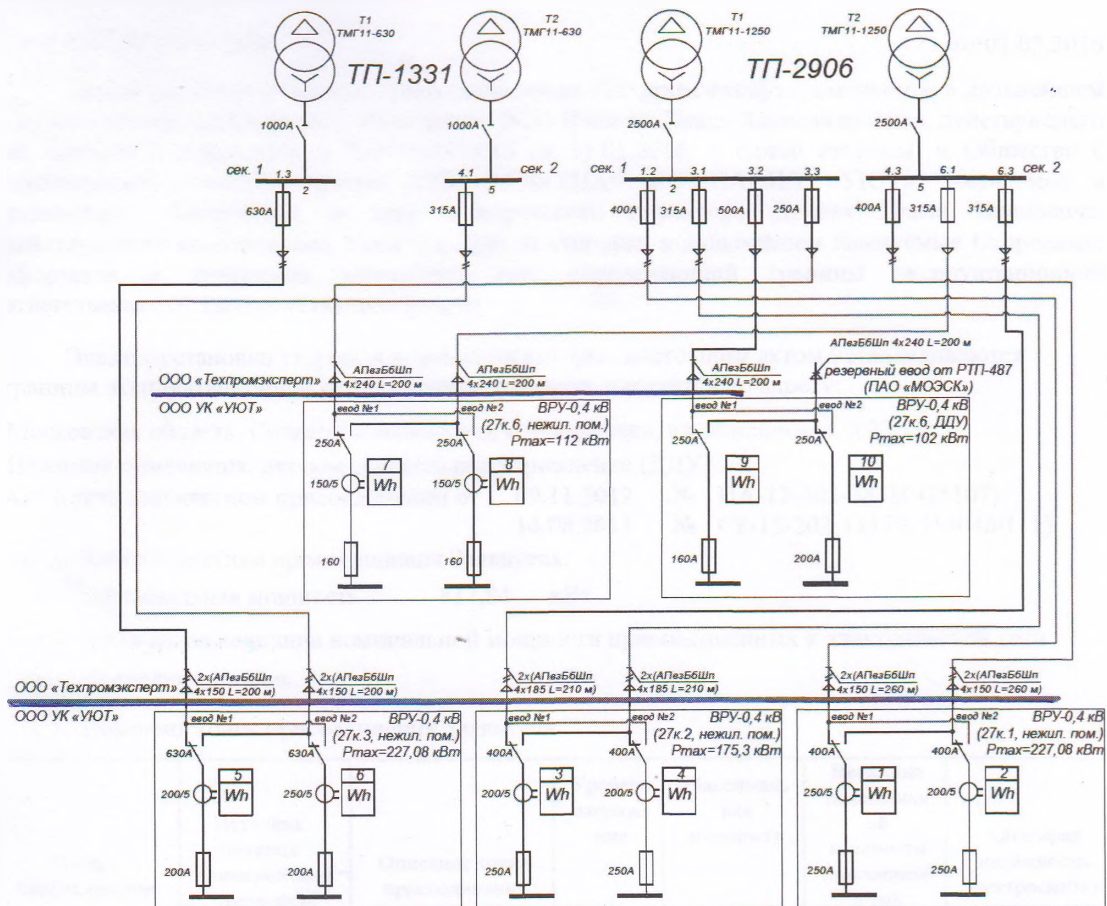 T1
ТМГ11-630
T2
ТМГ11-630
T1
ТМГ11-1250
T2
ТМГ11-1250
ТП-1331
ТП-2906
1000А
1000А
2500А
2500А
сек. 1
1.3
2
4.1
5
сек. 2
сек. 1
1.2
3.1
2
3.2
3.3
4.3
5
6.1
6.3
сек. 2
630А
315А
400А
315А
500А
250А
400А
315А
315А
АПвзБбШп 4х240 L=200 м)
резервный ввод от РТП-487
(ПАО «МОЭСК»)
ООО «Техпромэксперт»
ООО УК «УЮТ»
АПвзБбШп
4х240 L=200 м)
АПвзБбШп
4х240 L=200 м)
АПвзБбШп
4х240 L=200 м)
ввод №1
ввод №2
ВРУ-0,4 кВ
(27к.6, нежил. пом.)
Pmax=112 кВт
250А
250А
150/5
7
Wh
150/5
8
Wh
160
160
ввод №1
ввод №2
ВРУ-0,4 кВ
(27к.6, ДДУ)
Pmax=102 кВт
250А
250А
9
Wh
10
Wh
160А
200А
ООО «Техпромэксперт»
ООО УК «УЮТ»
2х(АПвзБбШп
4х150 L=200 м)
2х(АПвзБбШп
4х150 L=200 м)
2х(АПвзБбШп
4х185 L=210 м)
2х(АПвзБбШп
4х185 L=210 м)
2х(АПвзБбШп
4х150 L=260 м)
2х(АПвзБбШп
4х150 L=260 м)
ввод №1
ввод №2
ВРУ-0,4 кВ
(27к.3, нежил. пом.)
Pmax=227,08 кВт
630А
630А
200/5
5
Wh
250/5
6
Wh
200А
200А
ввод №1
ввод №2
ВРУ-0,4 кВ
(27к.2, нежил. пом.)
Pmax=175,3 кВт
400А
400А
200/5
3
Wh
200/5
4
Wh
250А
250А
ввод №1
ввод №2
ВРУ-0,4 кВ
(27к.1, нежил. пом.)
Pmax=227,08 кВт
400А
400А
250/5
1
Wh
200/5
2
Wh
250А
250А